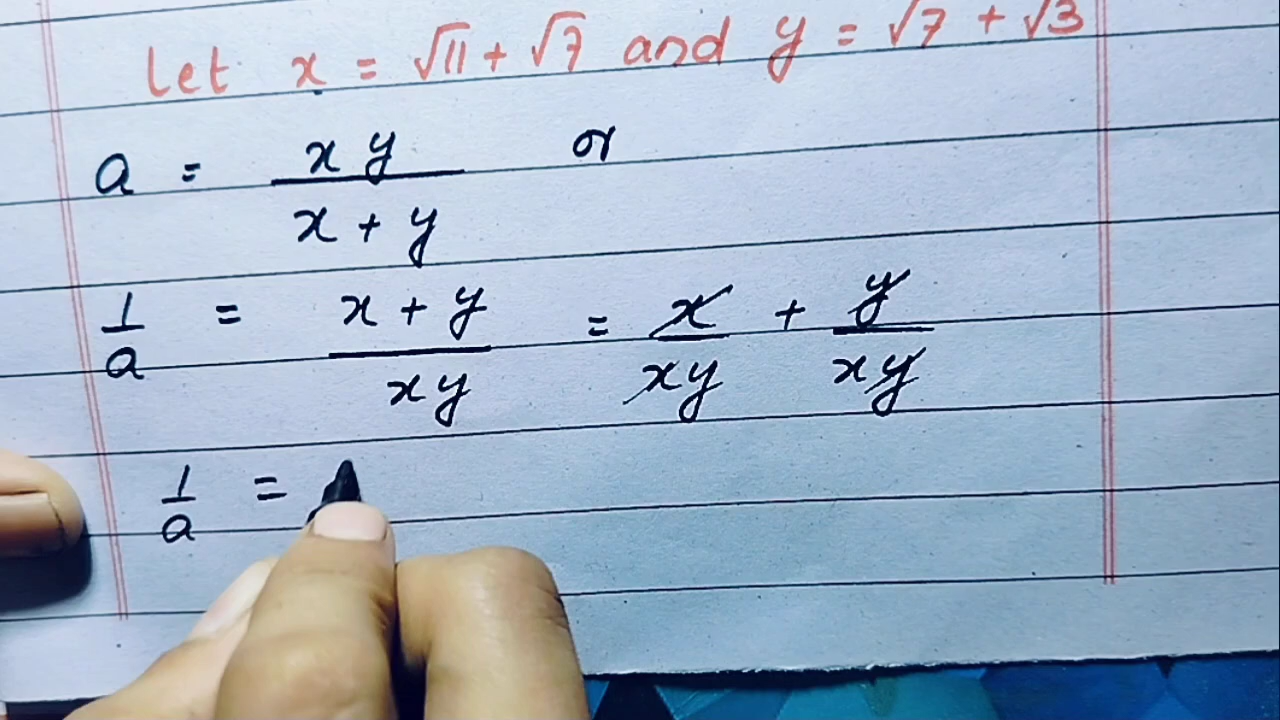 Let x = √11 + √7 and y = √7 + √3
a = xy / x + y or
1/a = x + y / xy = x/xy + y/xy
1/a =